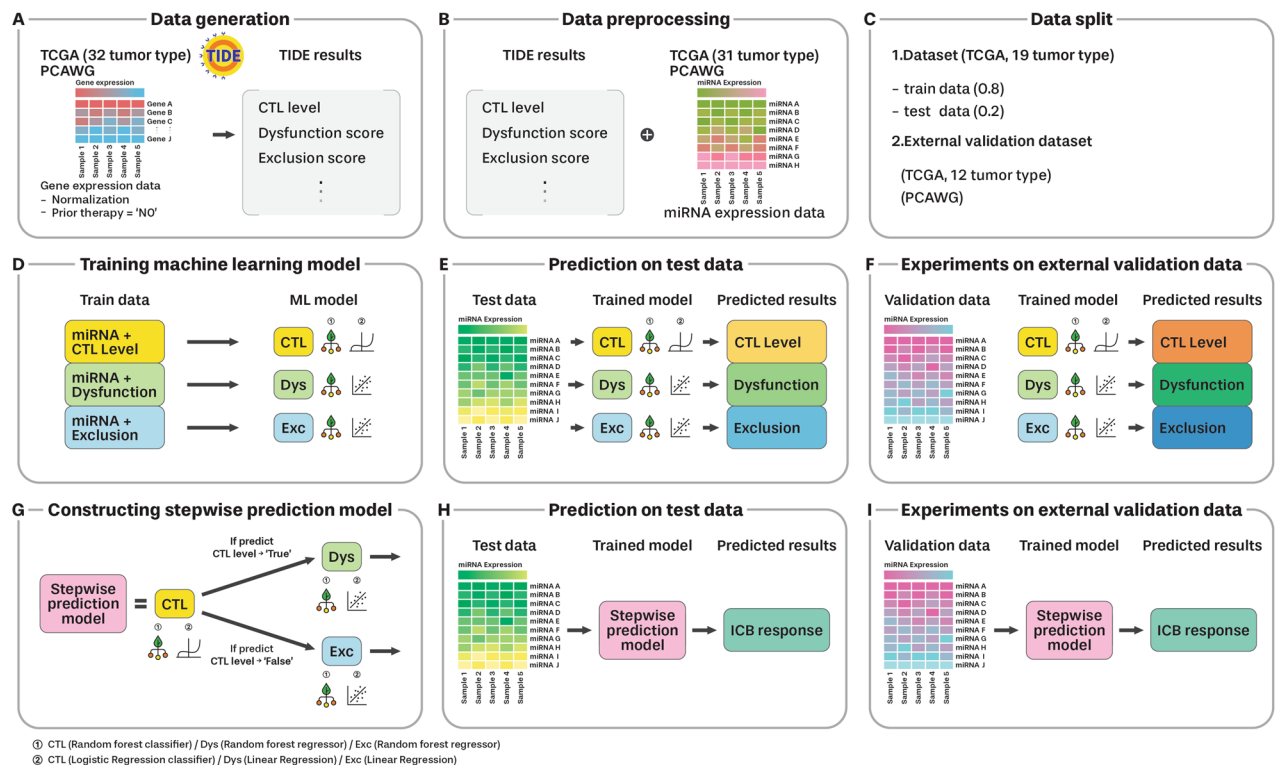 A
Data generation
TCGA (32 tumor type)
PCAWG
TIDE
TIDE results
Gene expression
Gene A
Gene B
Gene C
Gene J
Sample 1
Sample 2
Sample 3
Sample 4
Sample 5
Gene expression data
– Normalization
– Prior therapy = 'NO'
CTL level
Dysfunction score
Exclusion score
B
Data preprocessing
TIDE results
CTL level
Dysfunction score
Exclusion score
TCGA (31 tumor type)
PCAWG
miRNA expression
miRNA A
miRNA B
miRNA C
miRNA D
miRNA E
miRNA F
miRNA G
miRNA H
Sample 1
Sample 2
Sample 3
Sample 4
Sample 5
miRNA expression data
C
Data split
1.Dataset (TCGA, 19 tumor type)
– train data (0.8)
– test data (0.2)
2.External validation dataset
(TCGA, 12 tumor type)
(PCAWG)
D
Training machine learning model
Train data
ML model
miRNA +
CTL Level
miRNA +
Dysfunction
miRNA +
Exclusion
① ②
CTL
Dys
Exc
E
Prediction on test data
Test data
Trained model
Predicted results
miRNA Expression
miRNA A
miRNA B
miRNA C
miRNA D
miRNA E
miRNA F
miRNA G
miRNA H
miRNA I
miRNA J
Sample 1
Sample 2
Sample 3
Sample 4
Sample 5
① ②
CTL
Dys
Exc
CTL Level
Dysfunction
Exclusion
F
Experiments on external validation data
Validation data
Trained model
Predicted results
miRNA Expression
miRNA A
miRNA B
miRNA C
miRNA D
miRNA E
miRNA F
miRNA G
miRNA H
miRNA I
miRNA J
Sample 1
Sample 2
Sample 3
Sample 4
Sample 5
① ②
CTL
Dys
Exc
CTL Level
Dysfunction
Exclusion
G
Constructing stepwise prediction model
Stepwise
prediction
model
=
CTL
① ②
If predict
CTL level → 'True'
Dys
① ②
If predict
CTL level → 'False'
Exc
① ②
H
Prediction on test data
Test data
Trained model
Predicted results
miRNA Expression
miRNA A
miRNA B
miRNA C
miRNA D
miRNA E
miRNA F
miRNA G
miRNA H
miRNA I
miRNA J
Sample 1
Sample 2
Sample 3
Sample 4
Sample 5
Stepwise
prediction
model
ICB response
I
Experiments on external validation data
Validation data
Trained model
Predicted results
miRNA Expression
miRNA A
miRNA B
miRNA C
miRNA D
miRNA E
miRNA F
miRNA G
miRNA H
miRNA I
miRNA J
Sample 1
Sample 2
Sample 3
Sample 4
Sample 5
Stepwise
prediction
model
ICB response
① CTL (Random forest classifier) / Dys (Random forest regressor) / Exc (Random forest regressor)
② CTL (Logistic Regression classifier) / Dys (Linear Regression) / Exc (Linear Regression)